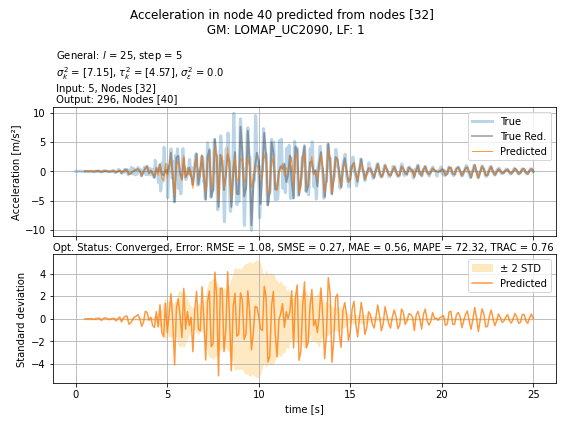 Acceleration in node 40 predicted from nodes [32]
GM: LOMAP_UC2090, LF: 1
General: l = 25, step = 5
σ²ₖ = [7.15], τ²ₖ = [4.57], σ²ε = 0.0
Input: 5, Nodes [32]
Output: 296, Nodes [40]
Acceleration [m/s²]
10
5
0
−5
−10
True
True Red.
Predicted
Opt. Status: Converged, Error: RMSE = 1.08, SMSE = 0.27, MAE = 0.56, MAPE = 72.32, TRAC = 0.76
Standard deviation
4
2
0
−2
−4
± 2 STD
Predicted
0 5 10 15 20 25
time [s]